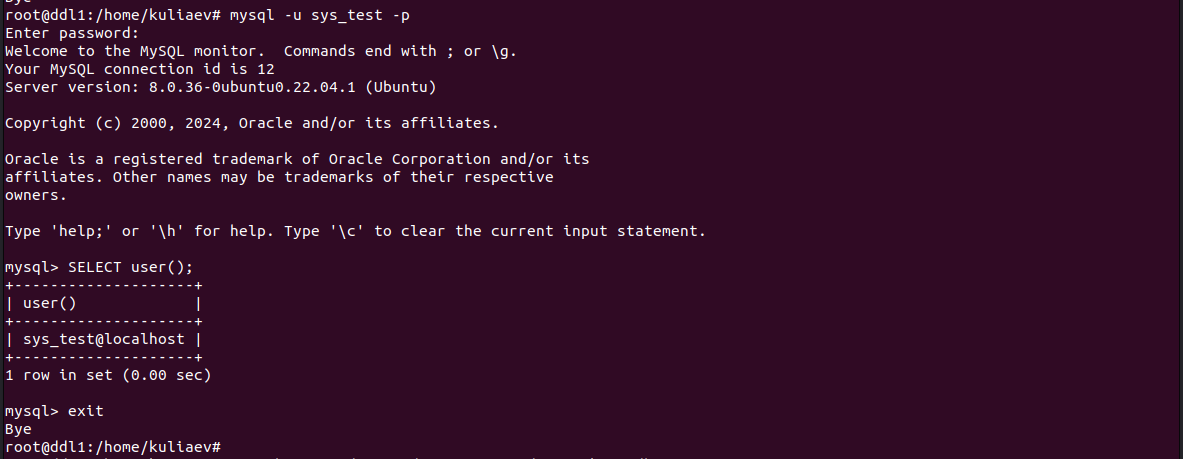 Bye
root@ddl1:/home/kuliaev# mysql -u sys_test -p
Enter password:
Welcome to the MySQL monitor.  Commands end with ; or \g.
Your MySQL connection id is 12
Server version: 8.0.36-0ubuntu0.22.04.1 (Ubuntu)
Copyright (c) 2000, 2024, Oracle and/or its affiliates.
Oracle is a registered trademark of Oracle Corporation and/or its
affiliates. Other names may be trademarks of their respective
owners.
Type 'help;' or '\h' for help. Type '\c' to clear the current input statement.
mysql> SELECT user();
+--------------------+
| user()             |
+--------------------+
| sys_test@localhost |
+--------------------+
1 row in set (0.00 sec)
mysql> exit
Bye
root@ddl1:/home/kuliaev#